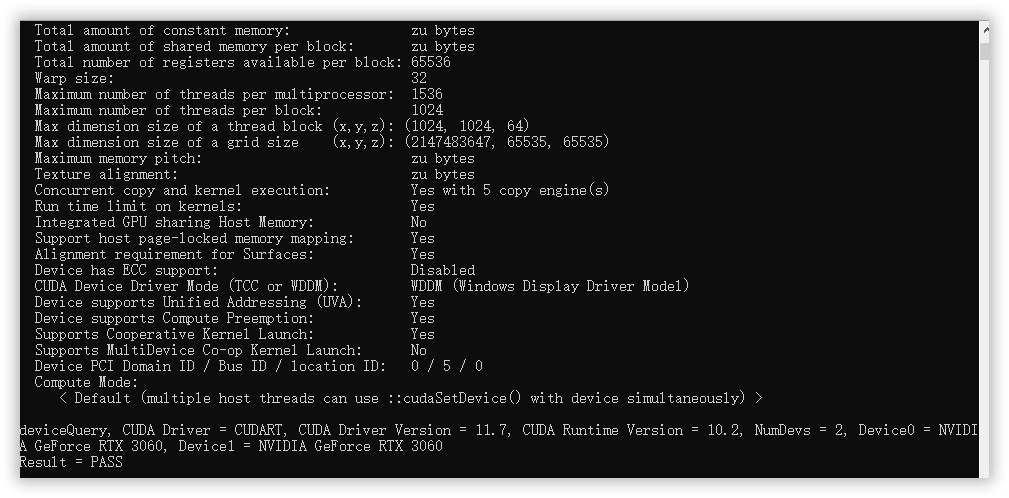 Total amount of constant memory:               zu bytes
Total amount of shared memory per block:       zu bytes
Total number of registers available per block: 65536
Warp size:                                     32
Maximum number of threads per multiprocessor:  1536
Maximum number of threads per block:           1024
Max dimension size of a thread block (x,y,z): (1024, 1024, 64)
Max dimension size of a grid size    (x,y,z): (2147483647, 65535, 65535)
Maximum memory pitch:                          zu bytes
Texture alignment:                             zu bytes
Concurrent copy and kernel execution:          Yes with 5 copy engine(s)
Run time limit on kernels:                     Yes
Integrated GPU sharing Host Memory:            No
Support host page-locked memory mapping:       Yes
Alignment requirement for Surfaces:            Yes
Device has ECC support:                        Disabled
CUDA Device Driver Mode (TCC or WDDM):         WDDM (Windows Display Driver Model)
Device supports Unified Addressing (UVA):      Yes
Device supports Compute Preemption:            Yes
Supports Cooperative Kernel Launch:            Yes
Supports MultiDevice Co-op Kernel Launch:      No
Device PCI Domain ID / Bus ID / location ID:   0 / 5 / 0
Compute Mode:
< Default (multiple host threads can use ::cudaSetDevice() with device simultaneously) >
deviceQuery, CUDA Driver = CUDART, CUDA Driver Version = 11.7, CUDA Runtime Version = 10.2, NumDevs = 2, Device0 = NVIDI
A GeForce RTX 3060, Device1 = NVIDIA GeForce RTX 3060
Result = PASS